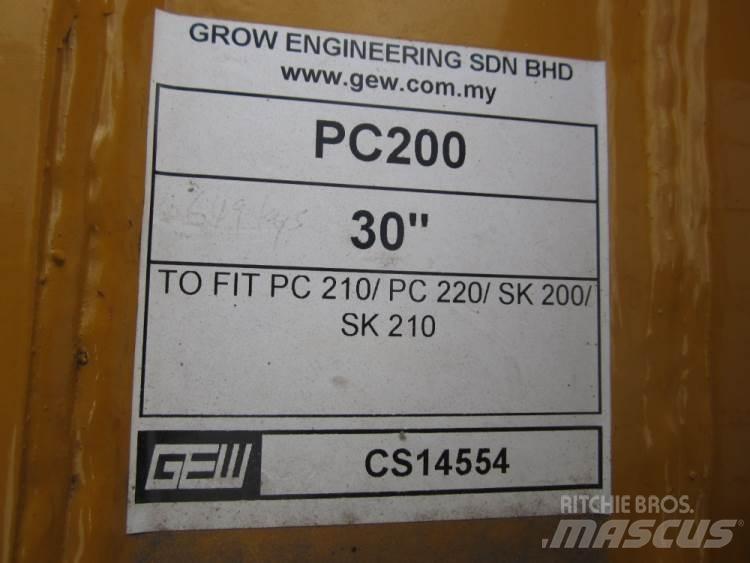 GROW ENGINEERING SDN BHD
www.gew.com.my
PC200
30"
TO FIT PC 210/ PC 220/ SK 200/
SK 210
GEW
CS14554
RITCHIE BROS.
MASCUS